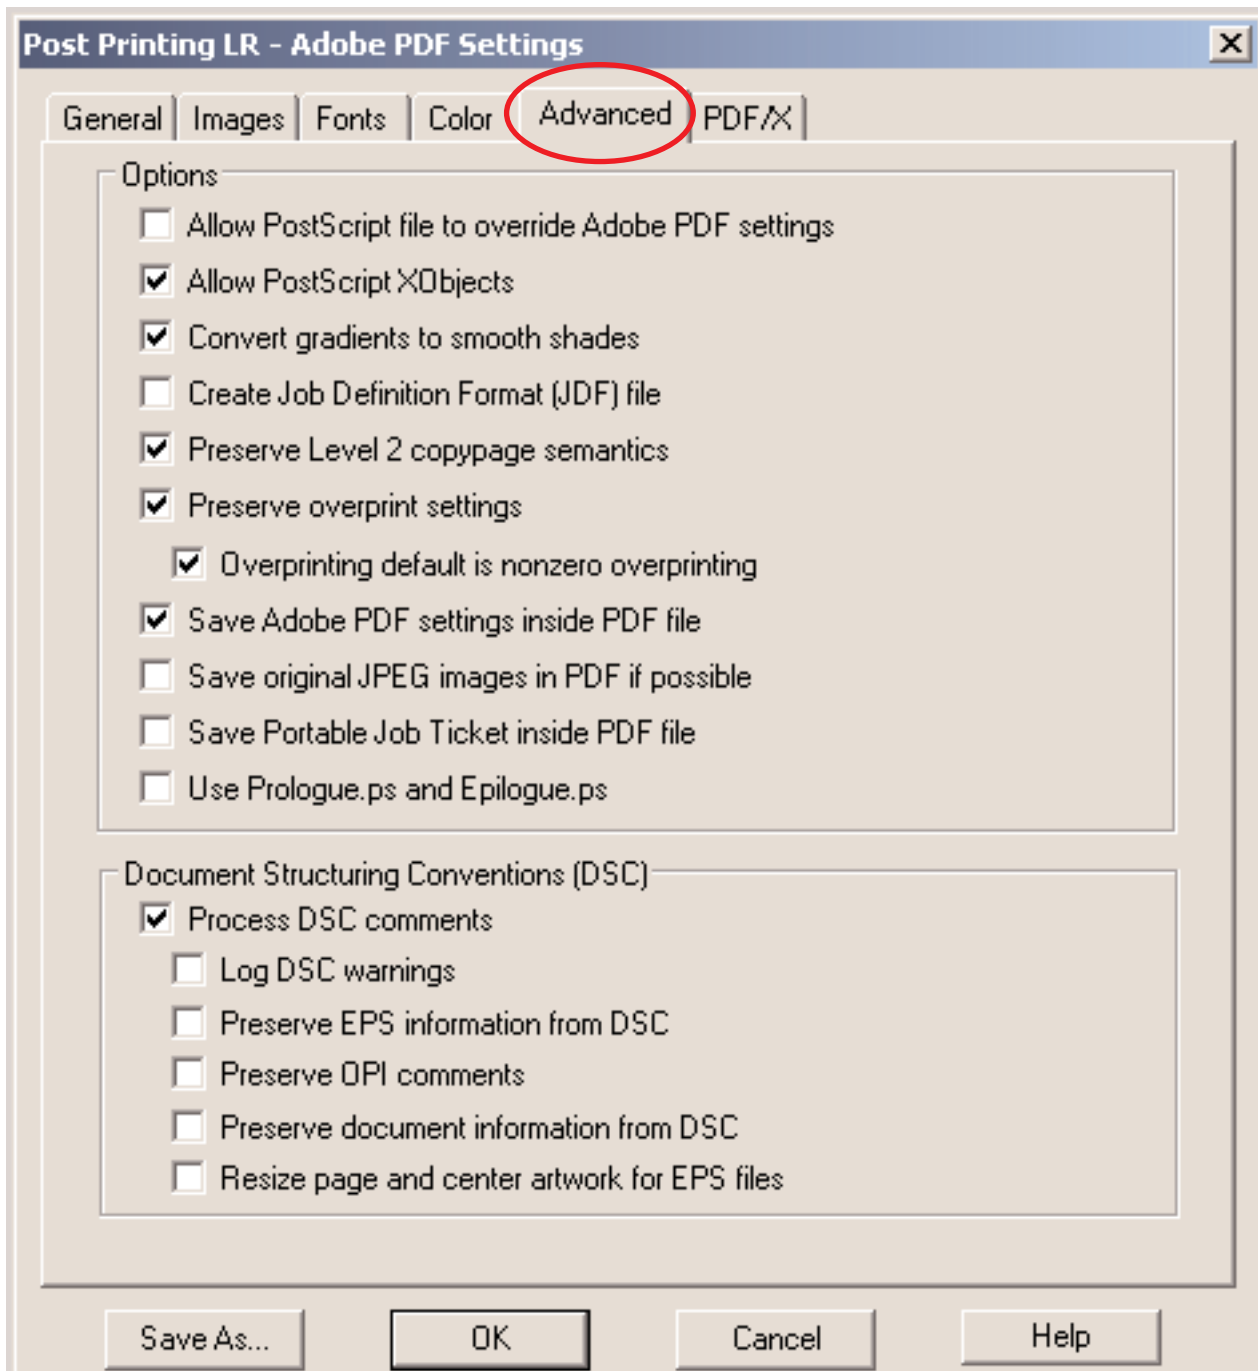 Post Printing LR - Adobe PDF Settings
General Images Fonts Color Advanced PDF/X
Options
Allow PostScript file to override Adobe PDF settings
Allow PostScript XObjects
Convert gradients to smooth shades
Create Job Definition Format (JDF) file
Preserve Level 2 copypage semantics
Preserve overprint settings
Overprinting default is nonzero overprinting
Save Adobe PDF settings inside PDF file
Save original JPEG images in PDF if possible
Save Portable Job Ticket inside PDF file
Use Prologue.ps and Epilogue.ps
Document Structuring Conventions (DSC)
Process DSC comments
Log DSC warnings
Preserve EPS information from DSC
Preserve OPI comments
Preserve document information from DSC
Resize page and center artwork for EPS files
Save As... OK Cancel Help